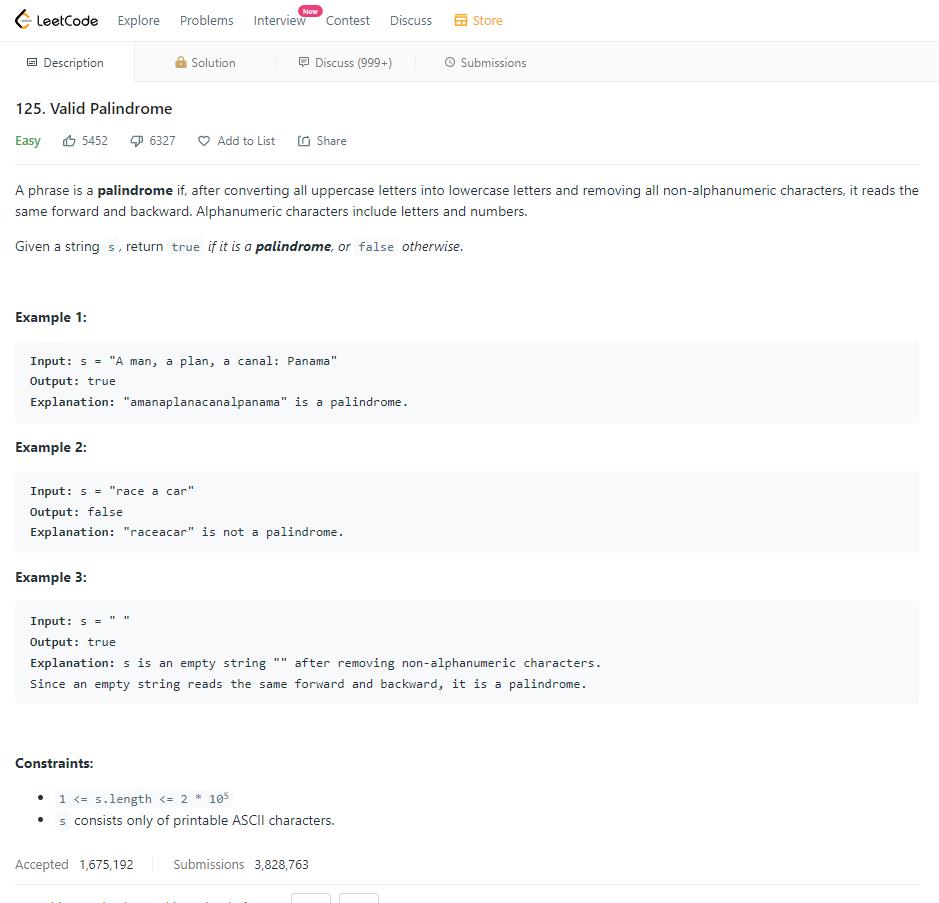 LeetCode Explore Problems Interview New Contest Discuss Store
Description Solution Discuss (999+) Submissions
125. Valid Palindrome
Easy 5452 6327 Add to List Share
A phrase is a palindrome if, after converting all uppercase letters into lowercase letters and removing all non-alphanumeric characters, it reads the
same forward and backward. Alphanumeric characters include letters and numbers.
Given a string s, return true if it is a palindrome, or false otherwise.
Example 1:
Input: s = "A man, a plan, a canal: Panama"
Output: true
Explanation: "amanaplanacanalpanama" is a palindrome.
Example 2:
Input: s = "race a car"
Output: false
Explanation: "raceacar" is not a palindrome.
Example 3:
Input: s = " "
Output: true
Explanation: s is an empty string "" after removing non-alphanumeric characters.
Since an empty string reads the same forward and backward, it is a palindrome.
Constraints:
1 <= s.length <= 2 * 10⁵
s consists only of printable ASCII characters.
Accepted 1,675,192 Submissions 3,828,763